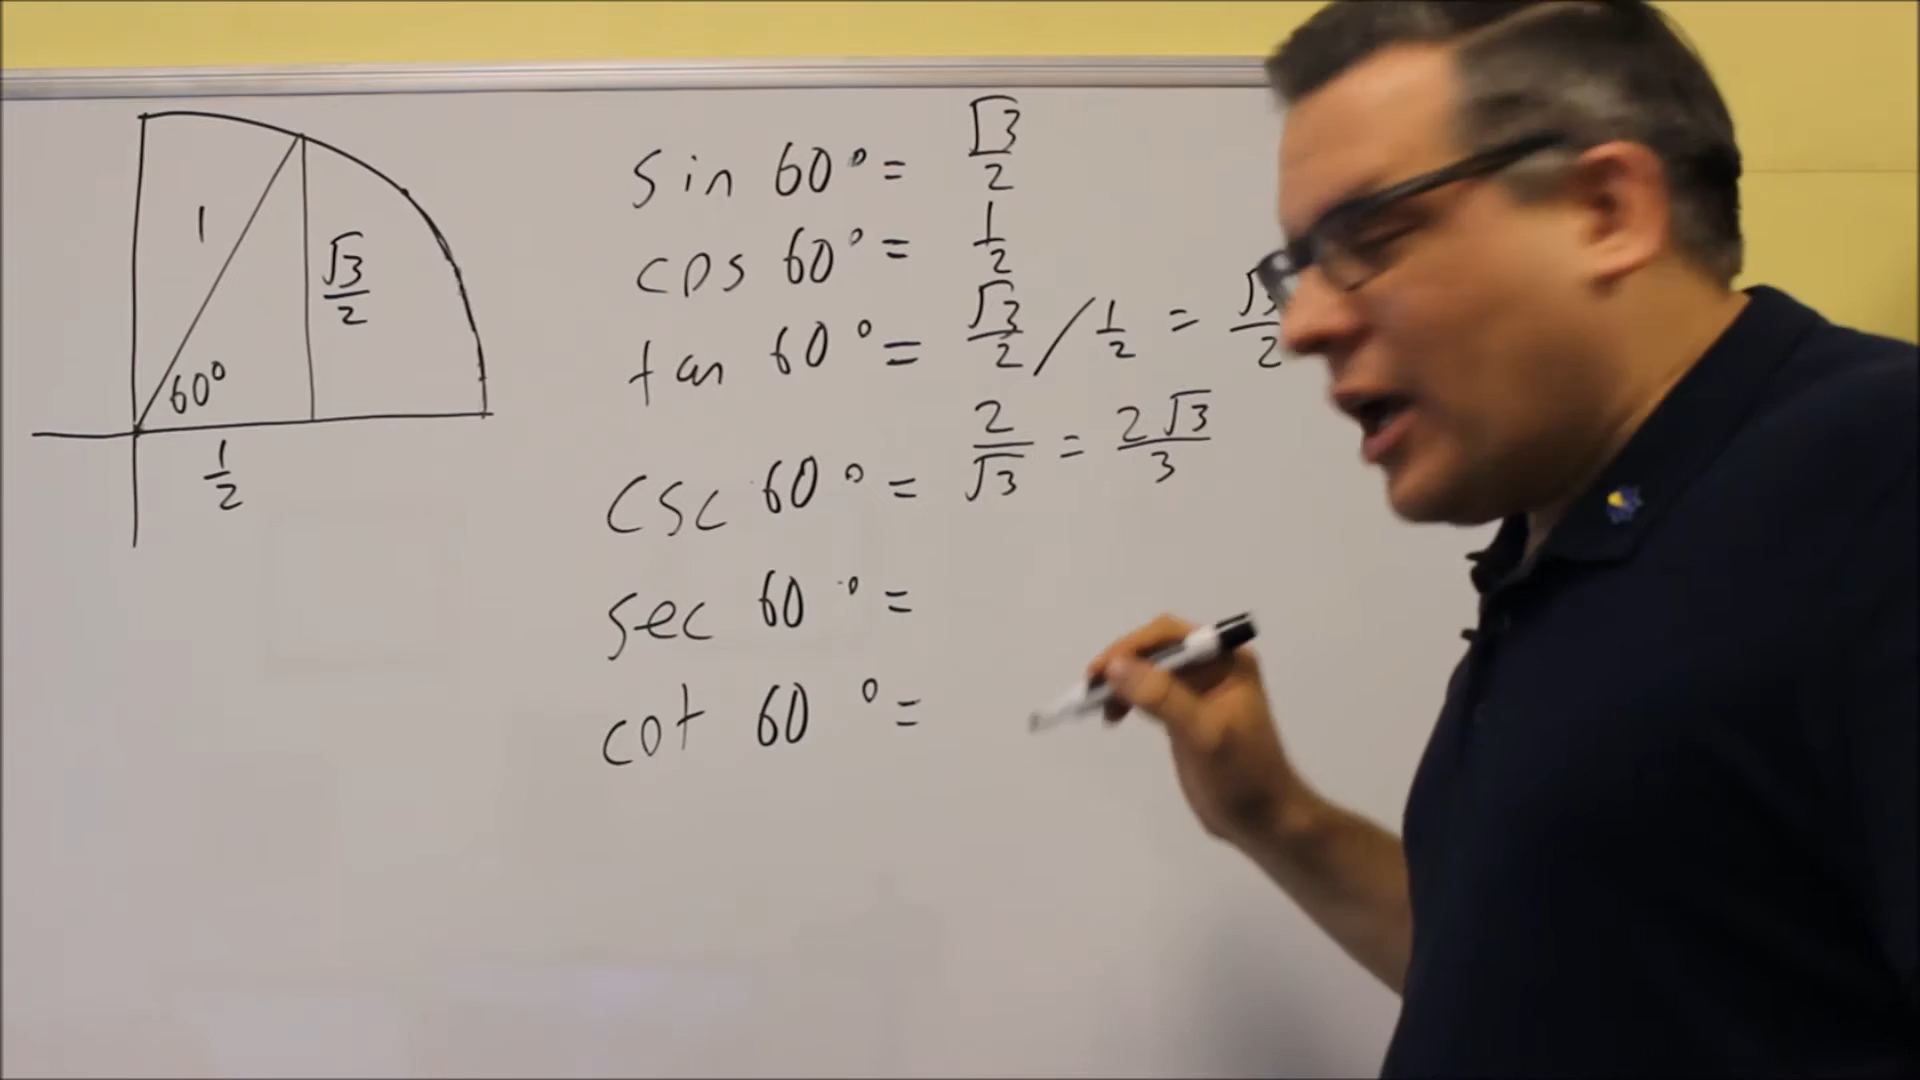 1
√3/2
60°
1/2
sin 60° = √3/2
cos 60° = 1/2
tan 60° = √3/2 / 1/2 = √3/2
csc 60° = 2/√3 = 2√3/3
sec 60° =
cot 60° =